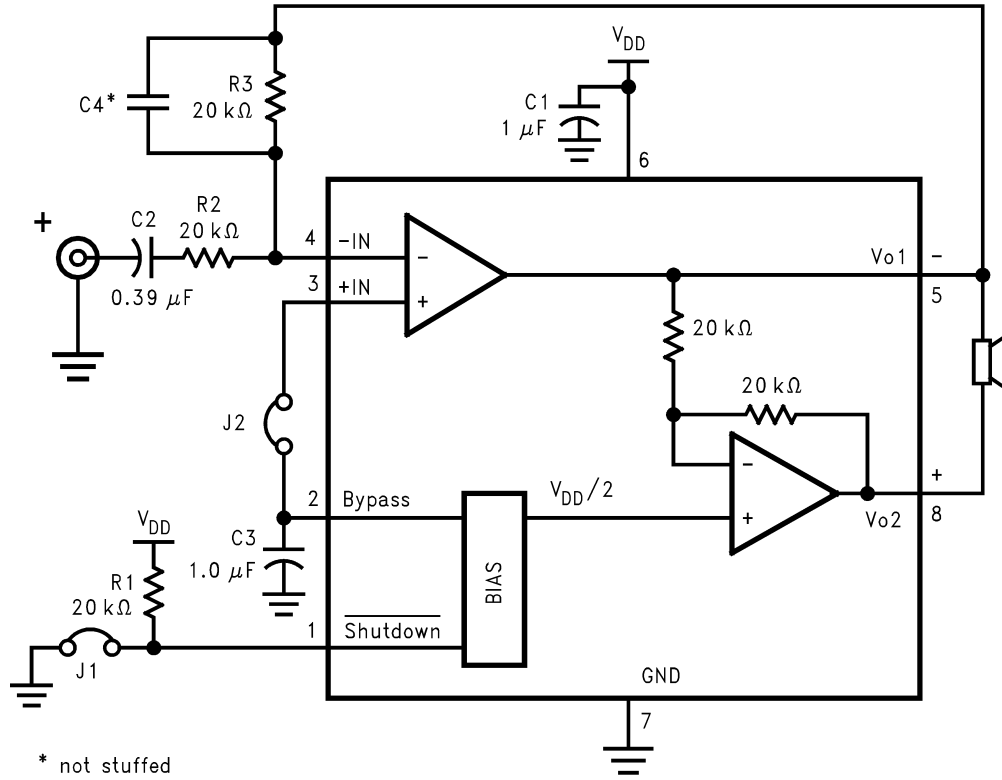 V_DD
C4*
R3
20 kΩ
C1
1 μF
6
+
C2
R2
20 kΩ
0.39 μF
4
-IN
-
3
+IN
+
Vo1
-
5
20 kΩ
20 kΩ
J2
2
Bypass
V_DD/2
-
+
+
Vo2
8
C3
1.0 μF
V_DD
R1
20 kΩ
BIAS
1
Shutdown
J1
GND
7
* not stuffed